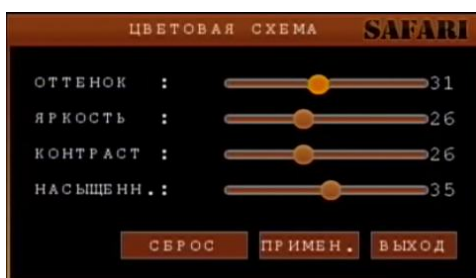 ЦВЕТОВАЯ СХЕМА SAFARI
ОТТЕНОК : 31
ЯРКОСТЬ : 26
КОНТРАСТ : 26
НАСЫЩЕНН.: 35
СБРОС ПРИМЕН. ВЫХОД